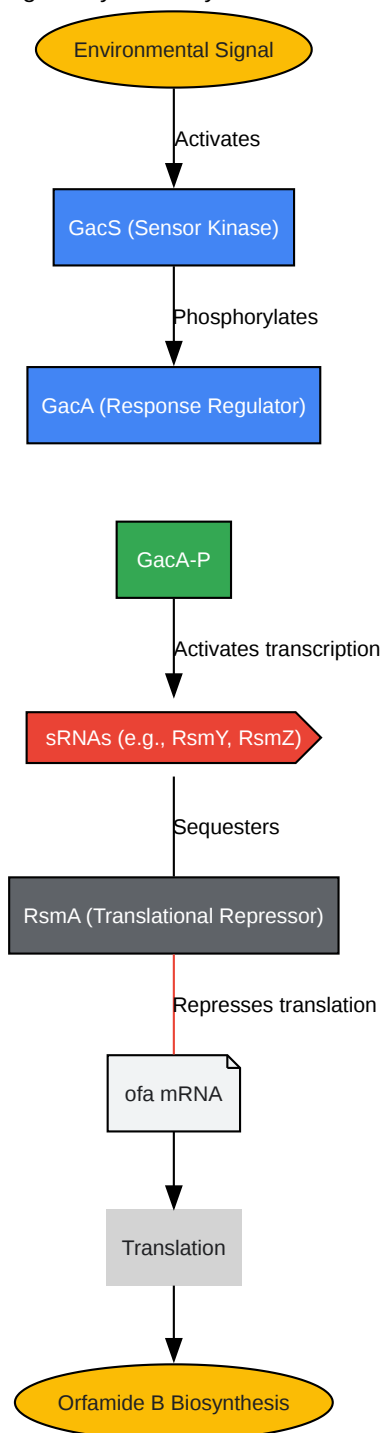 Environmental Signal
Activates
GacS (Sensor Kinase)
Phosphorylates
GacA (Response Regulator)
GacA-P
Activates transcription
sRNAs (e.g., RsmY, RsmZ)
Sequesters
RsmA (Translational Repressor)
Represses translation
ofa mRNA
Translation
Orfamide B Biosynthesis